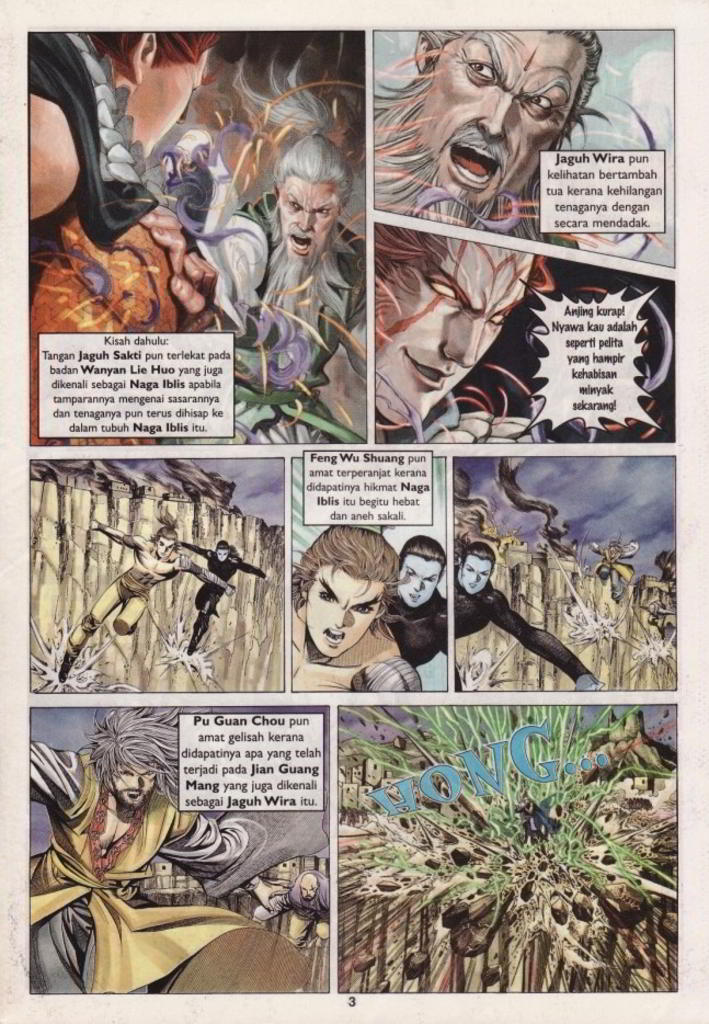 Kisah dahulu:
Tangan Jaguh Sakti pun terlekat pada
badan Wanyan Lie Huo yang juga
dikenali sebagai Naga Iblis apabila
tamparannya mengenai sasarannya
dan tenaganya pun terus dihisap ke
dalam tubuh Naga Iblis itu.
Jaguh Wira pun
kelihatan bertambah
tua kerana kehilangan
tenaganya dengan
secara mendadak.
Anjing kurap!
Nyawa kau adalah
seperti pelita
yang hampir
kehabisan
minyak
sekarang!
Feng Wu Shuang pun
amat terperanjat kerana
didapatinya hikmat Naga
Iblis itu begitu hebat
dan aneh sakali.
Pu Guan Chou pun
amat gelisah kerana
didapatinya apa yang telah
terjadi pada Jian Guang
Mang yang juga dikenali
sebagai Jaguh Wira itu.
HONG...
3